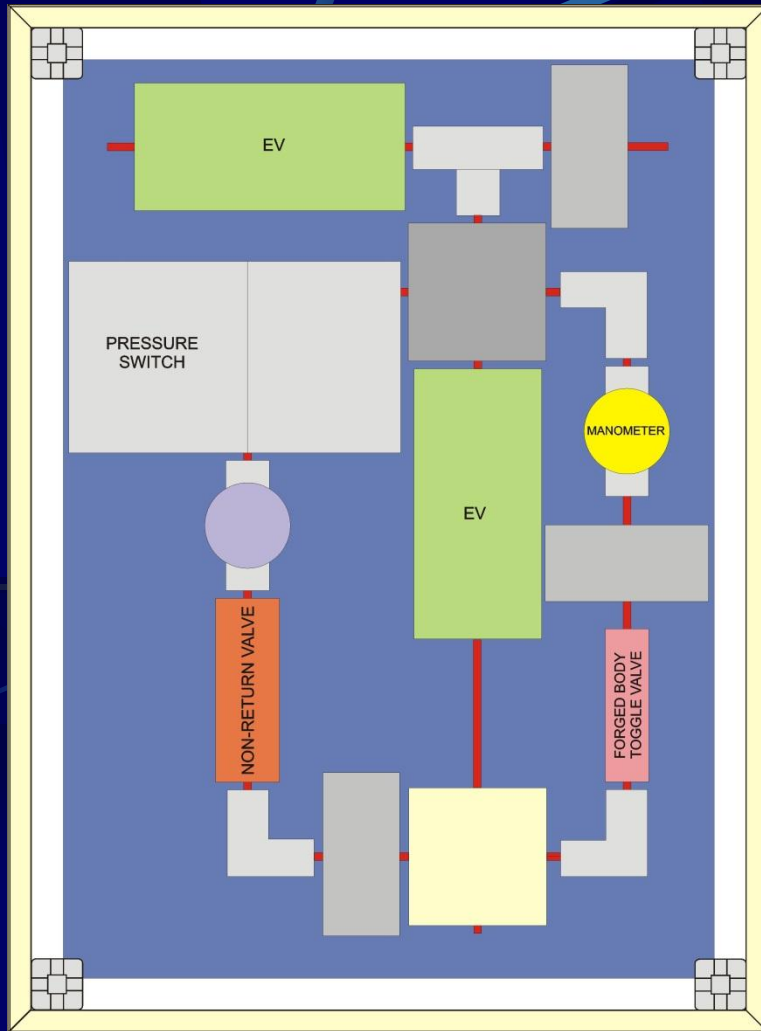 EV
PRESSURE
SWITCH
MANOMETER
EV
NON-RETURN VALVE
FORGED BODY
TOGGLE VALVE